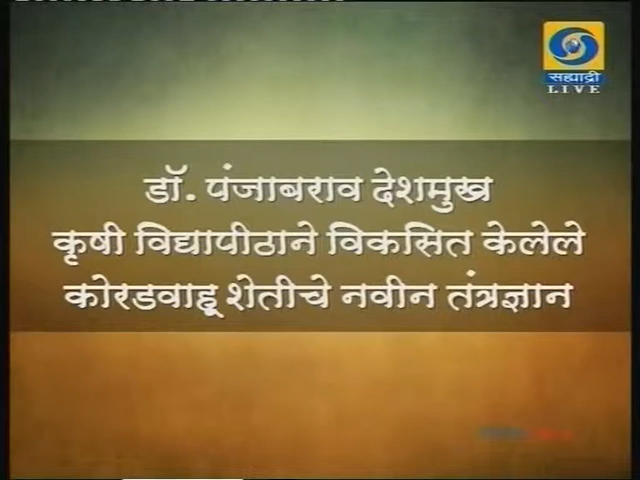 सह्याद्री
LIVE
डॉ. पंजाबराव देशमुख
कृषी विद्यापीठाने विकसित केलेले
कोरडवाहू शेतीचे नवीन तंत्रज्ञान